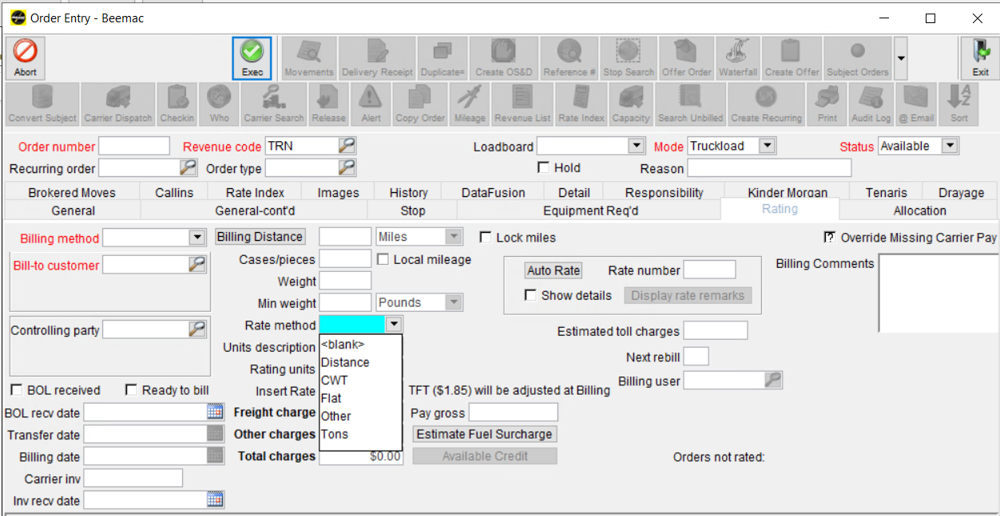 Order Entry - Beemac
Abort Exec Movements Delivery Receipt Duplicate= Create OS&D Reference # Stop Search Offer Order Waterfall Create Offer Subject Orders Exit
Convert Subject Carrier Dispatch Checkin Who Carrier Search Release Alert Copy Order Mileage Revenue List Rate Index Capacity Search Unbilled Create Recurring Print Audit Log @ Email Sort
Order number Revenue code TRN Loadboard Mode Truckload Status Available
Recurring order Order type Hold Reason
Brokered Moves Callins Rate Index Images History DataFusion Detail Responsibility Kinder Morgan Tenaris Drayage
General General-cont'd Stop Equipment Req'd Rating Allocation
Billing method Billing Distance Miles Lock miles ? Override Missing Carrier Pay
Bill-to customer Cases/pieces Local mileage Billing Comments
Auto Rate Rate number
Weight
Show details Display rate remarks
Min weight Pounds
Controlling party Rate method Estimated toll charges
Units description <blank>
Next rebill
Rating units Distance
Billing user
CWT
BOL received Ready to bill Insert Rate Flat TFT ($1.85) will be adjusted at Billing
BOL recv date Freight charge Other Pay gross
Transfer date Other charges Tons Estimate Fuel Surcharge
Billing date Total charges $0.00 Available Credit Orders not rated:
Carrier inv
Inv recv date